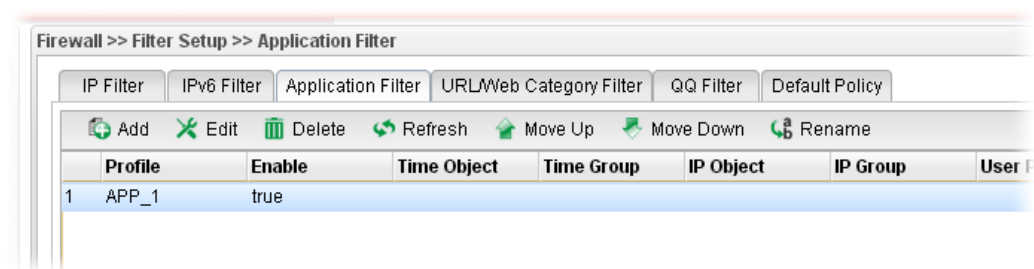 Firewall >> Filter Setup >> Application Filter
IP Filter IPv6 Filter Application Filter URL/Web Category Filter QQ Filter Default Policy
Add Edit Delete Refresh Move Up Move Down Rename
Profile Enable Time Object Time Group IP Object IP Group User
1 APP_1 true